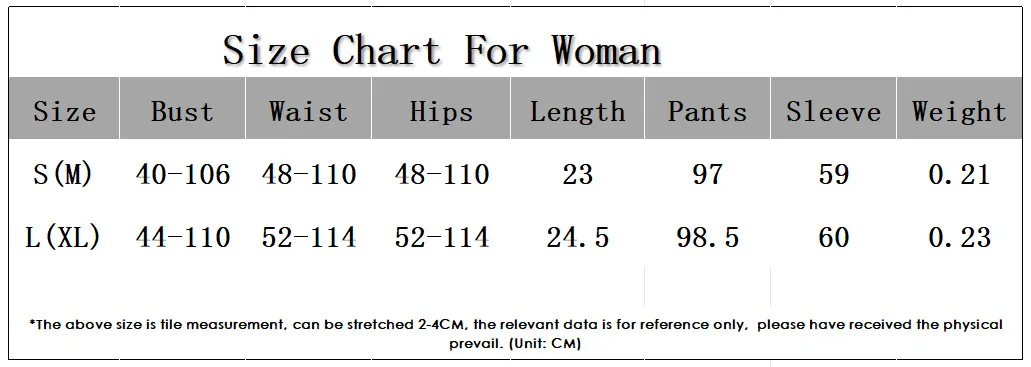 Size Chart For Woman
Size Bust Waist Hips Length Pants Sleeve Weight
S(M) 40-106 48-110 48-110 23 97 59 0.21
L(XL) 44-110 52-114 52-114 24.5 98.5 60 0.23
*The above size is tile measurement, can be stretched 2-4CM, the relevant data is for reference only, please have received the physical
prevail. (Unit: CM)